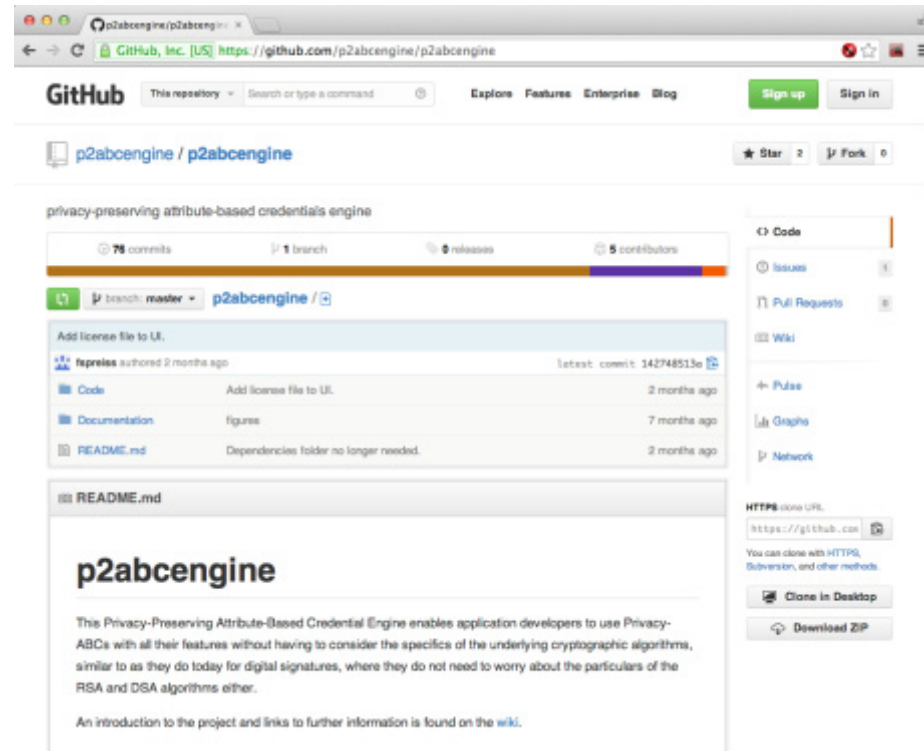 p2abcengine/p2abcengine
GitHub, Inc. [US] https://github.com/p2abcengine/p2abcengine
GitHub This repository Search or type a command Explore Features Enterprise Blog Sign up Sign in
p2abcengine / p2abcengine Star 2 Fork 0
privacy-preserving attribute-based credentials engine
76 commits 1 branch 0 releases 5 contributors
branch: master p2abcengine /
Add license file to UI.
fspreiss authored 2 months ago latest commit 142748513e
Code Add license file to UI. 2 months ago
Documentation figures 7 months ago
README.md Dependencies folder no longer needed. 2 months ago
README.md
p2abcengine
This Privacy-Preserving Attribute-Based Credential Engine enables application developers to use Privacy-
ABCs with all their features without having to consider the specifics of the underlying cryptographic algorithms,
similar to as they do today for digital signatures, where they do not need to worry about the particulars of the
RSA and DSA algorithms either.
An introduction to the project and links to further information is found on the wiki.
Code
Issues 1
Pull Requests 0
Wiki
Pulse
Graphs
Network
HTTPS clone URL
https://github.com
You can clone with HTTPS,
Subversion, and other methods.
Clone in Desktop
Download ZIP